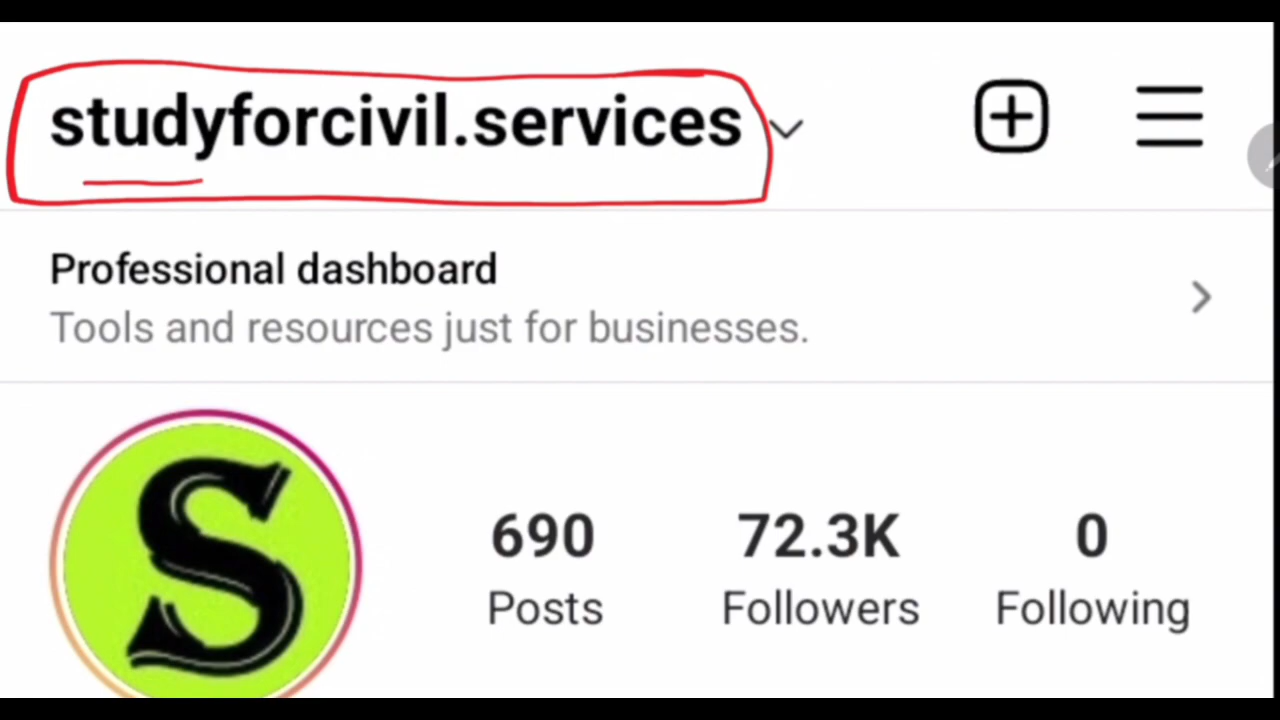 studyforcivil.services
Professional dashboard
Tools and resources just for businesses.
S
690 72.3K 0
Posts Followers Following